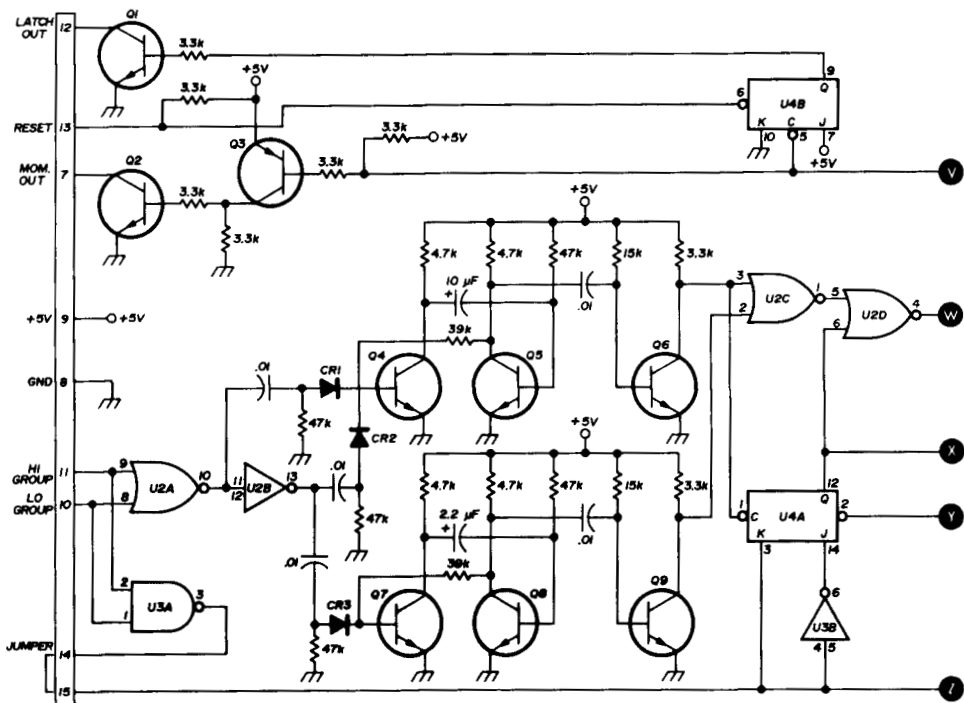 LATCH OUT
12
Q1
3.3k
3.3k
+5V
9
Q
6
U4B
K C J
10 5 7
+5V
RESET
13
Q3
3.3k
+5V
3.3k
MOM. OUT
7
Q2
3.3k
3.3k
V
+5V
4.7k
4.7k
47k
15k
3.3k
10 µF
+
.01
39k
3
2
U2C
1
5
6
U2D
4
W
+5V
9
+5V
Q4
Q5
Q6
GND
8
.01
CR1
47k
CR2
+5V
HI GROUP
11
9
8
U2A
10
11
12
U2B
13
.01
47k
LO GROUP
10
4.7k
4.7k
47k
15k
3.3k
2.2 µF
+
.01
39k
X
12
Q
1
C
U4A
2
K
J
3
14
Y
.01
2
1
U3A
3
CR3
47k
Q7
Q8
Q9
6
U3B
4 5
JUMPER
14
15
Z